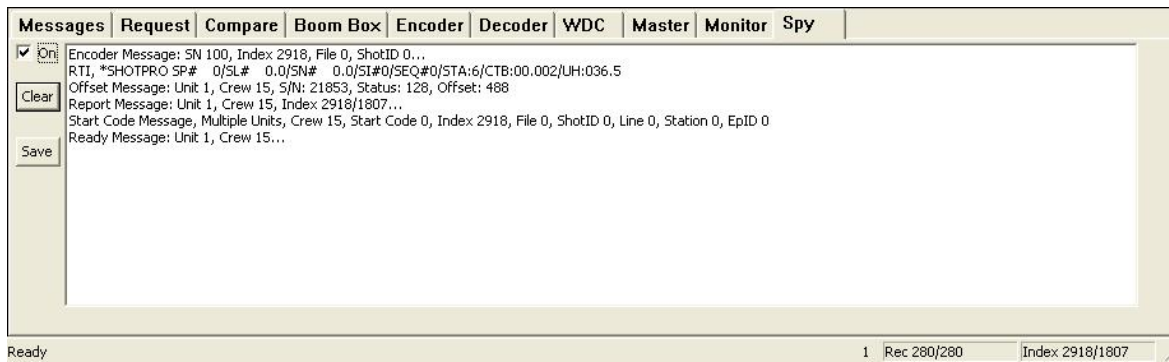 Messages Request Compare Boom Box Encoder Decoder WDC Master Monitor Spy
On
Encoder Message: SN 100, Index 2918, File 0, ShotID 0...
RTI, *SHOTPRO SP# 0/SL# 0.0/SN# 0.0/SI#0/SEQ#0/STA:6/CTB:00.002/UH:036.5
Clear
Offset Message: Unit 1, Crew 15, S/N: 21853, Status: 128, Offset: 488
Report Message: Unit 1, Crew 15, Index 2918/1807...
Start Code Message, Multiple Units, Crew 15, Start Code 0, Index 2918, File 0, ShotID 0, Line 0, Station 0, EpID 0
Ready Message: Unit 1, Crew 15...
Save
Ready 1 Rec 280/280 Index 2918/1807